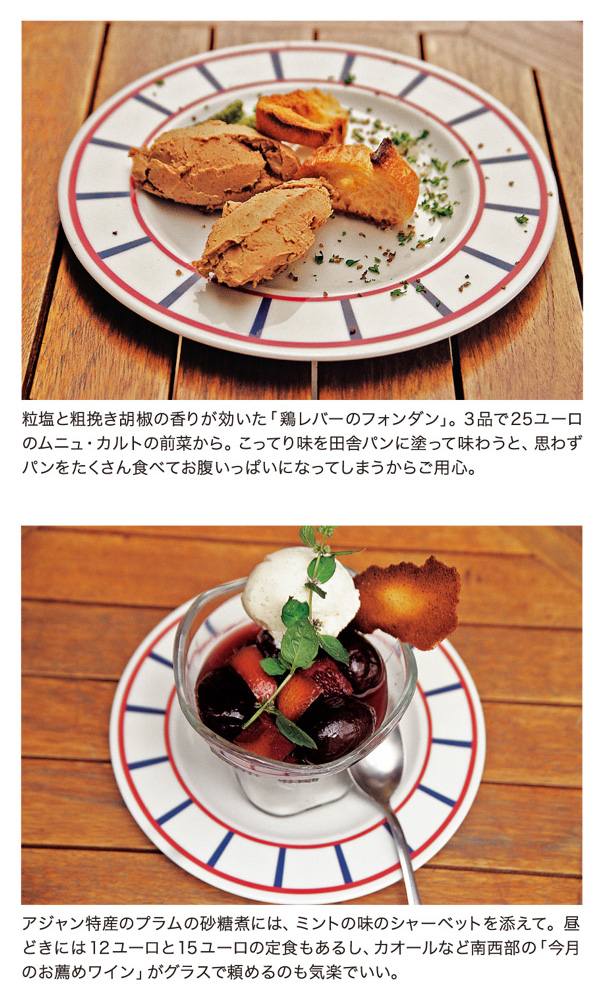 粒塩と粗挽き胡椒の香りが効いた「鶏レバーのフォンダン」。3品で25ユーロ
のムニュ・カルトの前菜から。こってり味を田舎パンに塗って味わうと、思わず
パンをたくさん食べてお腹いっぱいになってしまうからご用心。
アジャン特産のプラムの砂糖煮には、ミントの味のシャーベットを添えて。昼
どきには12ユーロと15ユーロの定食もあるし、カオールなど南西部の「今月
のお薦めワイン」がグラスで頼めるのも気楽でいい。